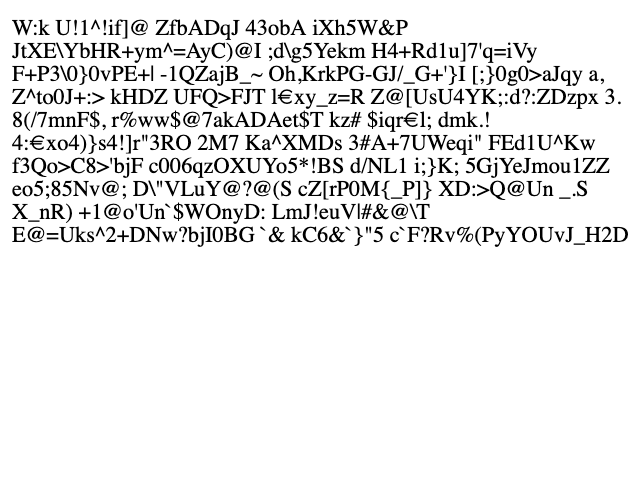 W:k U!1^!if]@ ZfbADqJ 43obA iXh5W&P
JtXE\YbHR+ym^=AyC)@I ;d\g5Yekm H4+Rd1u]7'q=iVy
F+P3\0}0vPE+| -1QZajB_~ Oh,KrkPG-GJ/_G+'}I [;}0g0>aJqy a,
Z^to0J+:> kHDZ UFQ>FJT l€xy_z=R Z@[UsU4YK;:d?:ZDzpx 3.
8(/7mnF$, r%ww$@7akADAet$T kz# $iqr€1; dmk.!
4:€xo4)}s4!]r"3RO 2M7 Ka^XMDs 3#A+7UWeqi" FEd1U^Kw
f3Qo>C8>'bjF c006qzOXUYo5*!BS d/NL1 i;}K; 5GjYeJmou1ZZ
eo5;85Nv@; D\"VLuY@?@(S cZ[rP0M{_P]} XD:>Q@Un _.S
X_nR) +1@o'Un`$WOnyD: LmJ!euV|#&@\T
E@=Uks^2+DNw?bjI0BG `& kC6&`}"5 c`F?Rv%(PyYOUvJ_H2D